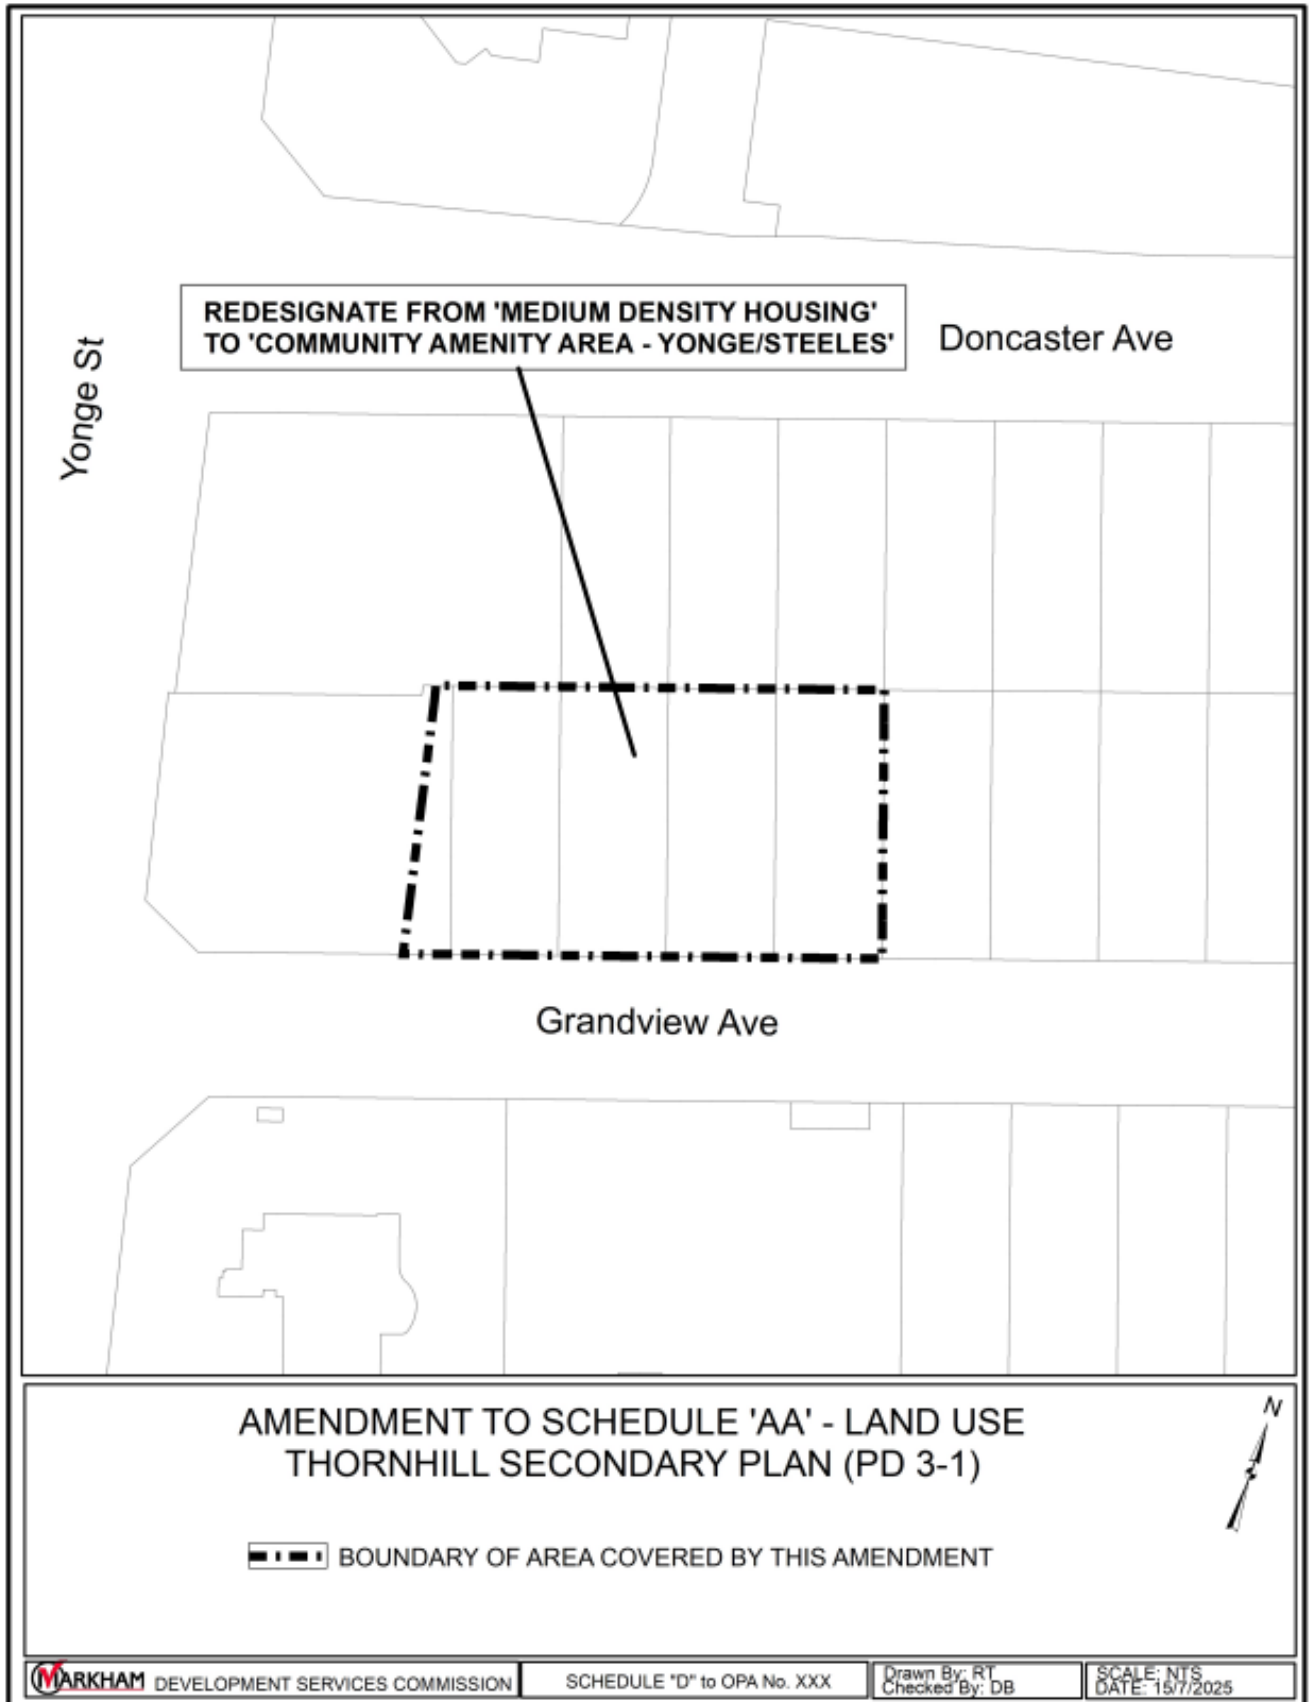 REDESIGNATE FROM 'MEDIUM DENSITY HOUSING'
TO 'COMMUNITY AMENITY AREA - YONGE/STEELES'
Doncaster Ave
Yonge St
Grandview Ave
AMENDMENT TO SCHEDULE 'AA' - LAND USE
THORNHILL SECONDARY PLAN (PD 3-1)
N
BOUNDARY OF AREA COVERED BY THIS AMENDMENT
MARKHAM DEVELOPMENT SERVICES COMMISSION
SCHEDULE "D" to OPA No. XXX
Drawn By: RT
Checked By: DB
SCALE: NTS
DATE: 15/7/2025